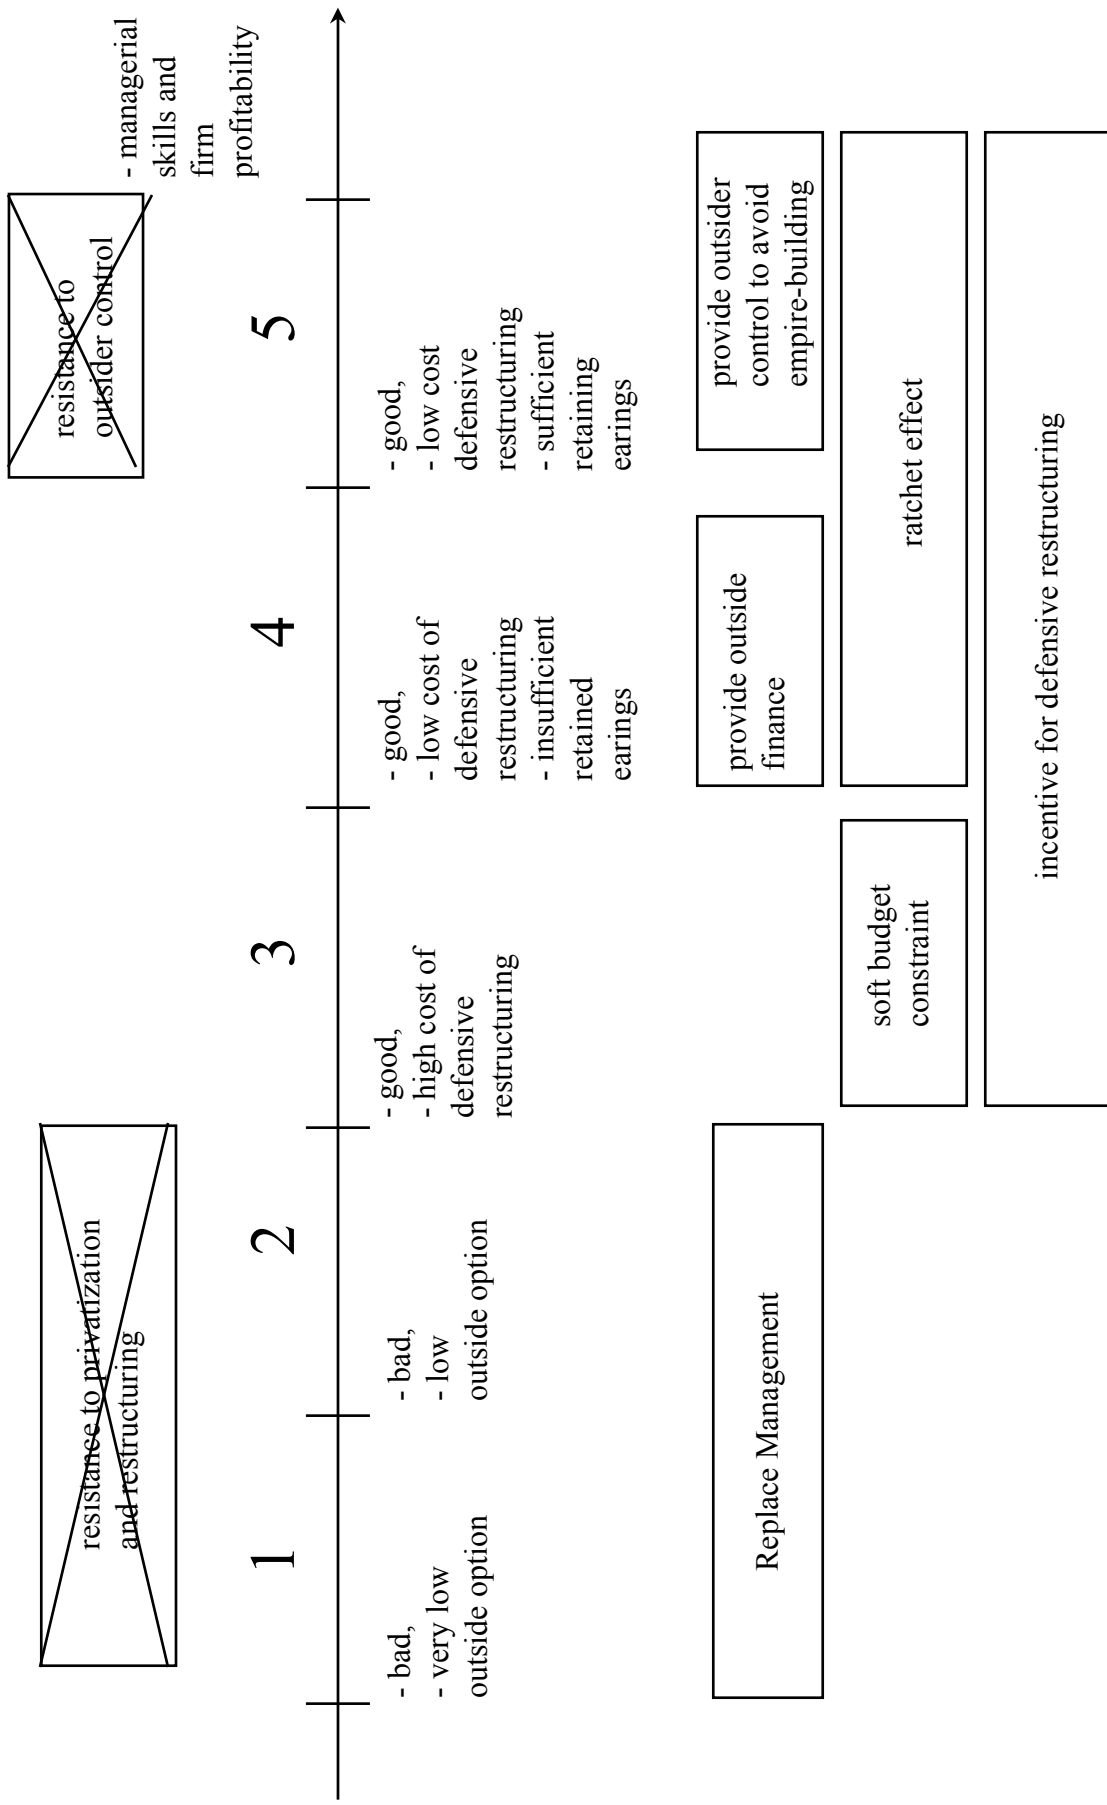 resistance to privatization
and restructuring
resistance to
outsider control
- managerial
skills and
firm
profitability
1
2
3
4
5
- bad,
- very low
outside option
- bad,
- low
outside option
- good,
- high cost of
defensive
restructuring
- good,
- low cost of
defensive
restructuring
- insufficient
retained
earings
- good,
- low cost
defensive
restructuring
- sufficient
retaining
earings
Replace Management
provide outside
finance
provide outsider
control to avoid
empire-building
soft budget
constraint
ratchet effect
incentive for defensive restructuring